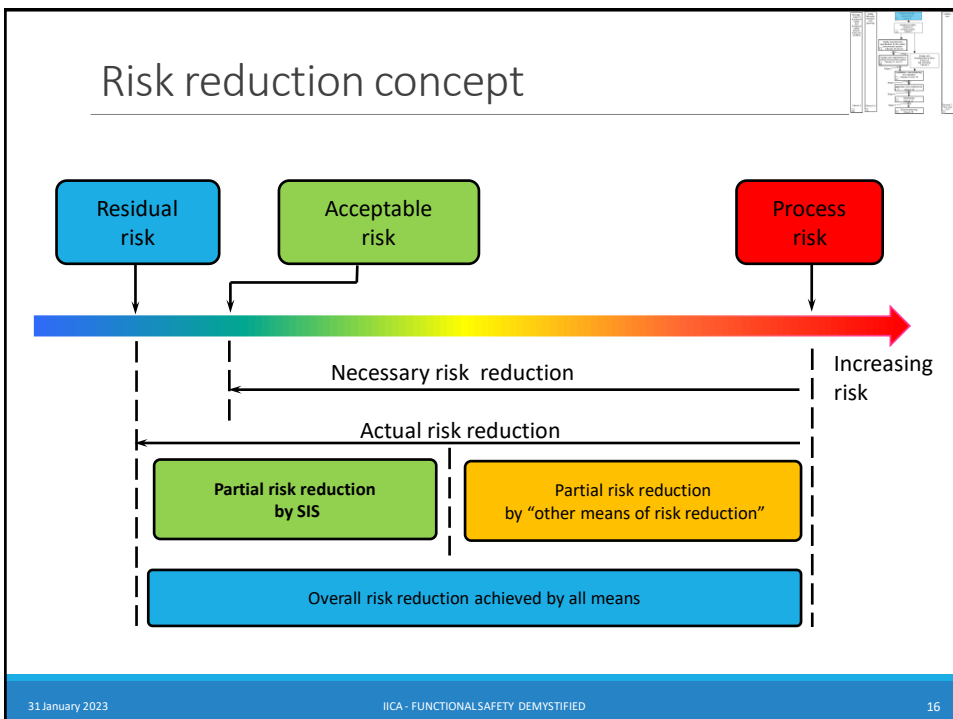 Risk reduction concept
Residual
risk
Acceptable
risk
Process
risk
Increasing
risk
Necessary risk reduction
Actual risk reduction
Partial risk reduction
by SIS
Partial risk reduction
by “other means of risk reduction”
Overall risk reduction achieved by all means
31 January 2023
IICA - FUNCTIONAL SAFETY DEMYSTIFIED
16